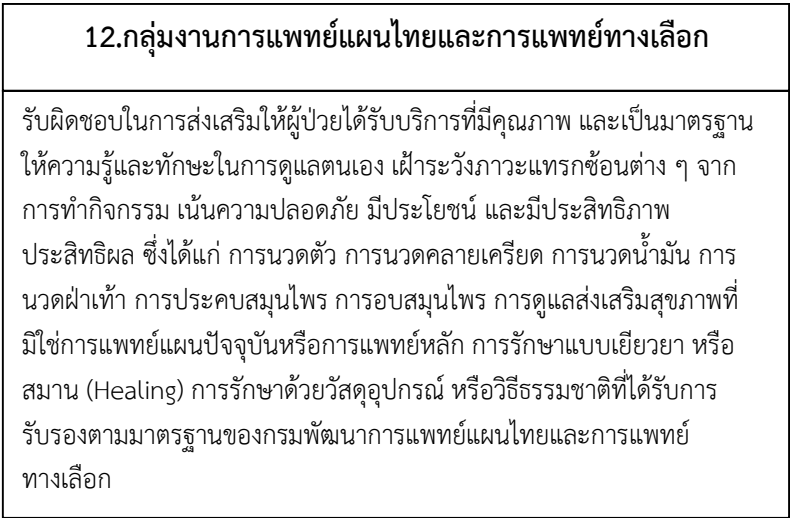 12.กลุ่มงานการแพทย์แผนไทยและการแพทย์ทางเลือก
รับผิดชอบในการส่งเสริมให้ผู้ป่วยได้รับบริการที่มีคุณภาพ และเป็นมาตรฐาน
ให้ความรู้และทักษะในการดูแลตนเอง เฝ้าระวังภาวะแทรกซ้อนต่าง ๆ จาก
การทำกิจกรรม เน้นความปลอดภัย มีประโยชน์ และมีประสิทธิภาพ
ประสิทธิผล ซึ่งได้แก่ การนวดตัว การนวดคลายเครียด การนวดน้ำมัน การ
นวดฝ่าเท้า การประคบสมุนไพร การอบสมุนไพร การดูแลส่งเสริมสุขภาพที่
มิใช่การแพทย์แผนปัจจุบันหรือการแพทย์หลัก การรักษาแบบเยียวยา หรือ
สมาน (Healing) การรักษาด้วยวัสดุอุปกรณ์ หรือวิธีธรรมชาติที่ได้รับการ
รับรองตามมาตรฐานของกรมพัฒนาการแพทย์แผนไทยและการแพทย์
ทางเลือก